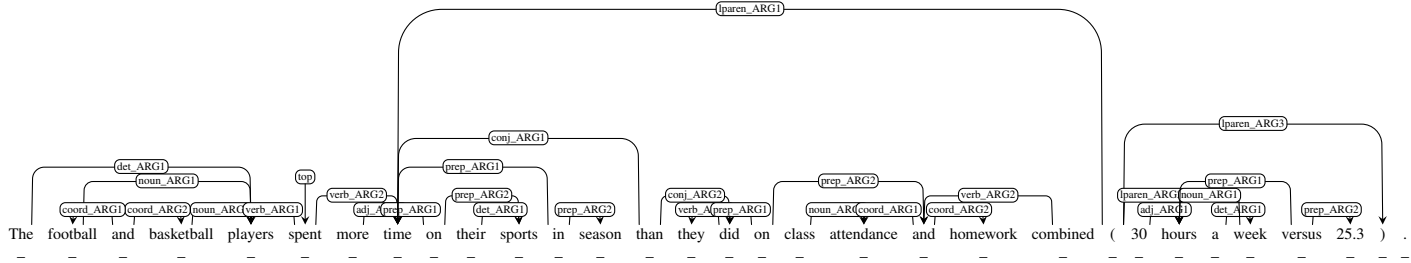 lparen_ARG1
lparen_ARG3
conj_ARG1
det_ARG1 prep_ARG1
noun_ARG1 top prep_ARG2 prep_ARG1
verb_ARG2 prep_ARG2 conj_ARG2 verb_ARG2 noun_ARG1
coord_ARG1 coord_ARG2 verb_ARG1 prep_ARG1 det_ARG1 prep_ARG2 prep_ARG1 coord_ARG1 coord_ARG2 adj_ARG1 det_ARG1 prep_ARG2
The football and basketball players spent more time on their sports in season than they did on class attendance and homework combined ( 30 hours a week versus 25.3 ) .
_ _ _ _ _ _ _ _ _ _ _ _ _ _ _ _ _ _ _ _ _ _ _ _ _ _ _ _ _ _ _